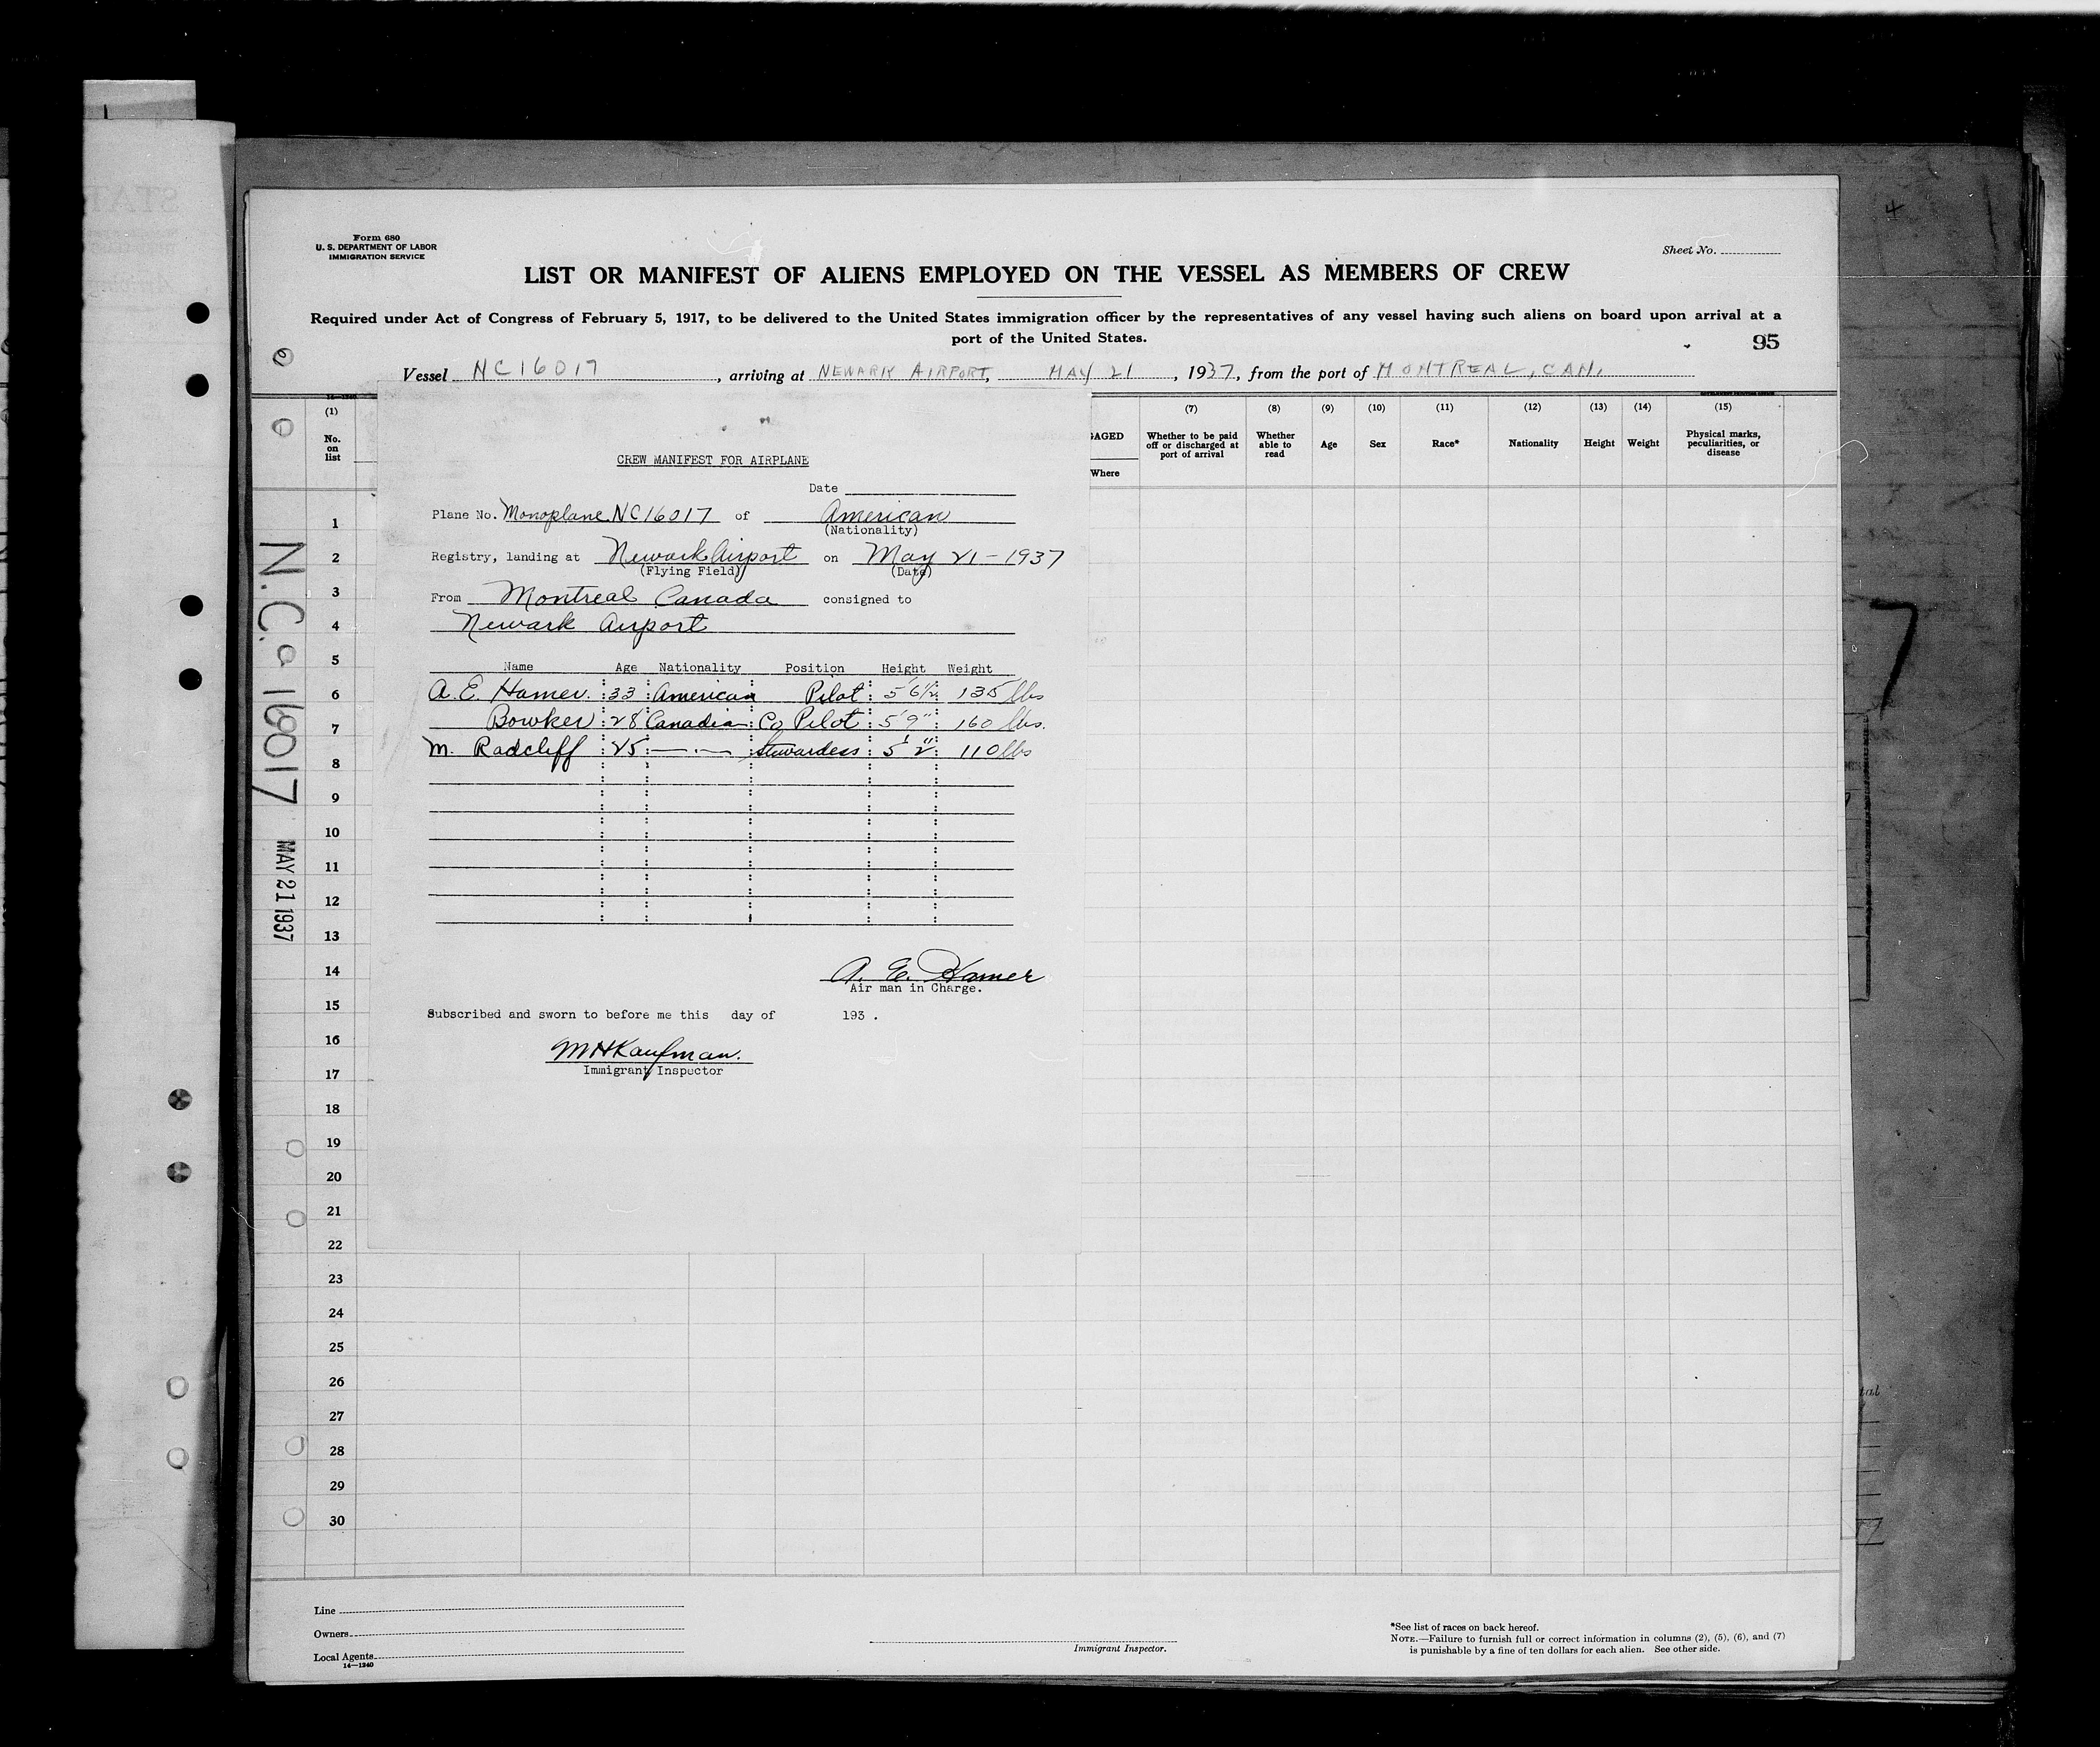 Form 680
U. S. DEPARTMENT OF LABOR
IMMIGRATION SERVICE
Sheet No.
LIST OR MANIFEST OF ALIENS EMPLOYED ON THE VESSEL AS MEMBERS OF CREW
Required under Act of Congress of February 5, 1917, to be delivered to the United States immigration officer by the representatives of any vessel having such aliens on board upon arrival at a
port of the United States.
95
Vessel NC16017, arriving at NEWARK AIRPORT, MAY 21, 1937, from the port of MONTREAL, CAN.
(1) (7) (8) (9) (10) (11) (12) (13) (14) (15)
No. on list
GAGED
Where
Whether to be paid off or discharged at port of arrival
Whether able to read
Age
Sex
Race*
Nationality
Height
Weight
Physical marks, peculiarities, or disease
CREW MANIFEST FOR AIRPLANE
Date
Plane No. Monoplane NC16017 of American
(Nationality)
Registry, landing at Newark Airport on May 21-1937
(Flying Field) (Date)
From Montreal Canada consigned to
Newark Airport
Name Age Nationality Position Height Weight
A. E. Hamer. 33 American Pilot 5'6½ 135 lbs
Bowker 28 Canadian Co Pilot 5'9" 160 lbs.
M. Radcliff 25 —.— Stewardess 5'2" 110 lbs
A. E. Hamer
Air man in Charge.
Subscribed and sworn to before me this day of 193 .
MHKaufman.
Immigrant Inspector
N.C.a 16017
MAY 21 1937
1
2
3
4
5
6
7
8
9
10
11
12
13
14
15
16
17
18
19
20
21
22
23
24
25
26
27
28
29
30
Line
Owners
Local Agents
14—1240
Immigrant Inspector.
*See list of races on back hereof.
NOTE.—Failure to furnish full or correct information in columns (2), (5), (6), and (7)
is punishable by a fine of ten dollars for each alien. See other side.